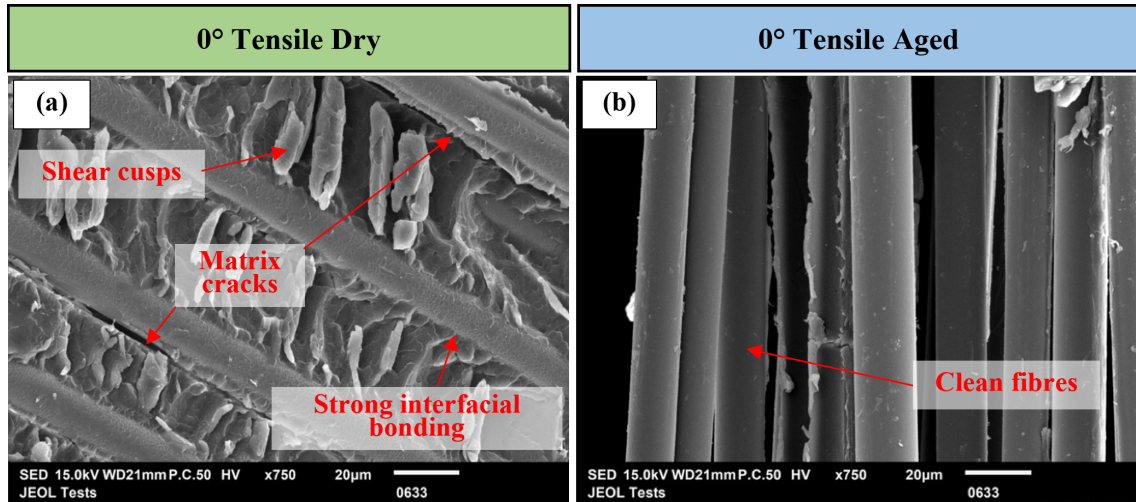 0° Tensile Dry
0° Tensile Aged
(a)
Shear cusps
Matrix
cracks
Strong interfacial
bonding
SED 15.0kV WD21mm P.C.50 HV x750 20µm
JEOL Tests 0633
(b)
Clean fibres
SED 15.0kV WD21mm P.C.50 HV x750 20µm
JEOL Tests 0633